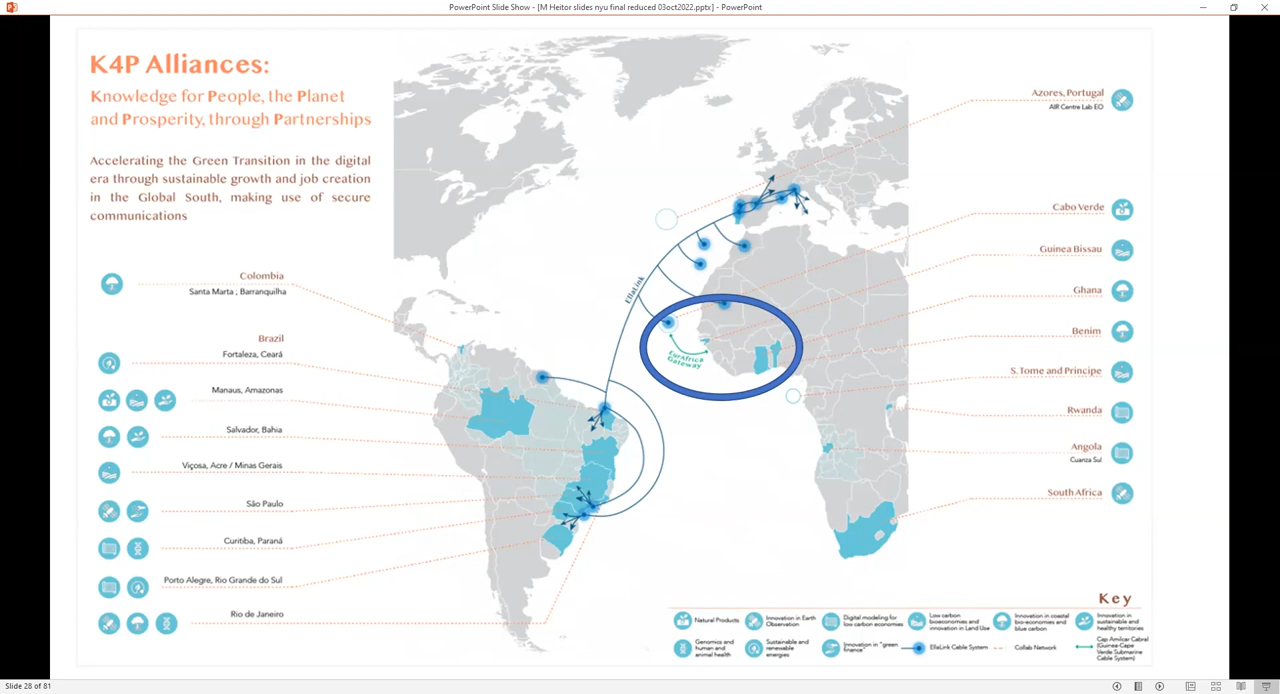 PowerPoint Slide Show - [M Heitor slides nyu final reduced 03oct2022.pptx] - PowerPoint
K4P Alliances:
Knowledge for People, the Planet
and Prosperity, through Partnerships
Accelerating the Green Transition in the digital
era through sustainable growth and job creation
in the Global South, making use of secure
communications
Colombia
Santa Marta ; Barranquilha
Brazil
Fortaleza, Ceará
Manaus, Amazonas
Salvador, Bahia
Viçosa, Acre / Minas Gerais
São Paulo
Curitiba, Paraná
Porto Alegre, Rio Grande do Sul
Rio de Janeiro
EllaLink
EurAfrica
Gateway
Azores, Portugal
AIR Centre Lab EO
Cabo Verde
Guinea Bissau
Ghana
Benim
S. Tome and Principe
Rwanda
Angola
Cuanza Sul
South Africa
Key
Natural Products
Innovation in Earth
Observation
Digital modeling for
low carbon economies
Low carbon
bioeconomies and
innovation in Land Use
Innovation in coastal
bio-economies and
blue carbon
Innovation in
sustainable and
healthy territories
Genomics and
human and
animal health
Sustainable and
renewable
energies
Innovation in "green
finance"
EllaLink Cable System
Collab Network
Cap Amilcar Cabral
(Guinea-Cape
Verde Submarine
Cable System)
Slide 28 of 81